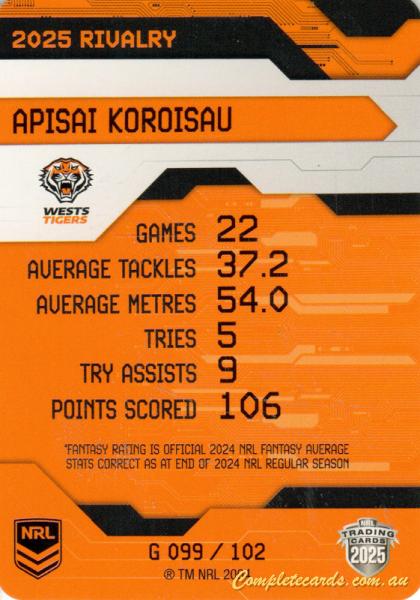 2025 RIVALRY
APISAI KOROISAU
WESTS
TIGERS
GAMES 22
AVERAGE TACKLES 37.2
AVERAGE METRES 54.0
TRIES 5
TRY ASSISTS 9
POINTS SCORED 106
*FANTASY RATING IS OFFICIAL 2024 NRL FANTASY AVERAGE
STATS CORRECT AS AT END OF 2024 NRL REGULAR SEASON
NRL
G 099 / 102
NRL
TRADING
CARDS
2025
® TM NRL
Completecards.com.au